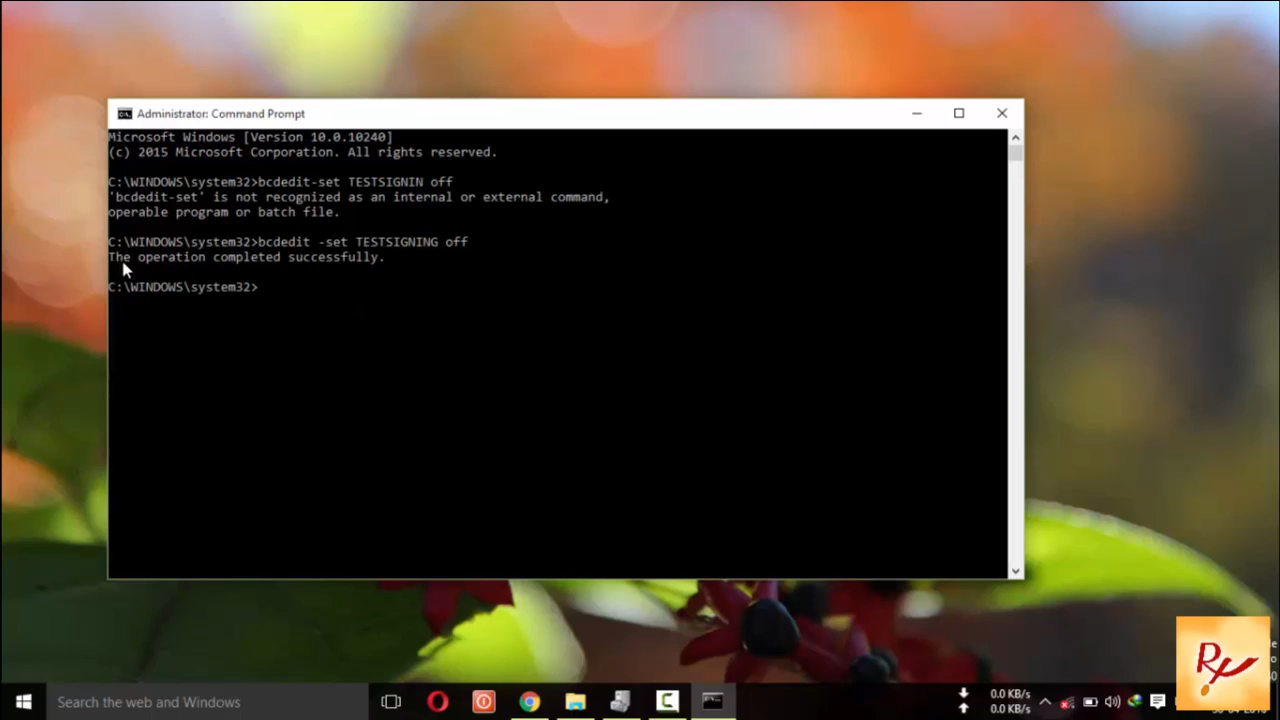 Administrator: Command Prompt
Microsoft Windows [Version 10.0.10240]
(c) 2015 Microsoft Corporation. All rights reserved.
C:\WINDOWS\system32>bcdedit-set TESTSIGNIN off
'bcdedit-set' is not recognized as an internal or external command,
operable program or batch file.
C:\WINDOWS\system32>bcdedit -set TESTSIGNING off
The operation completed successfully.
C:\WINDOWS\system32>
Search the web and Windows
0.0 KB/s
0.0 KB/s